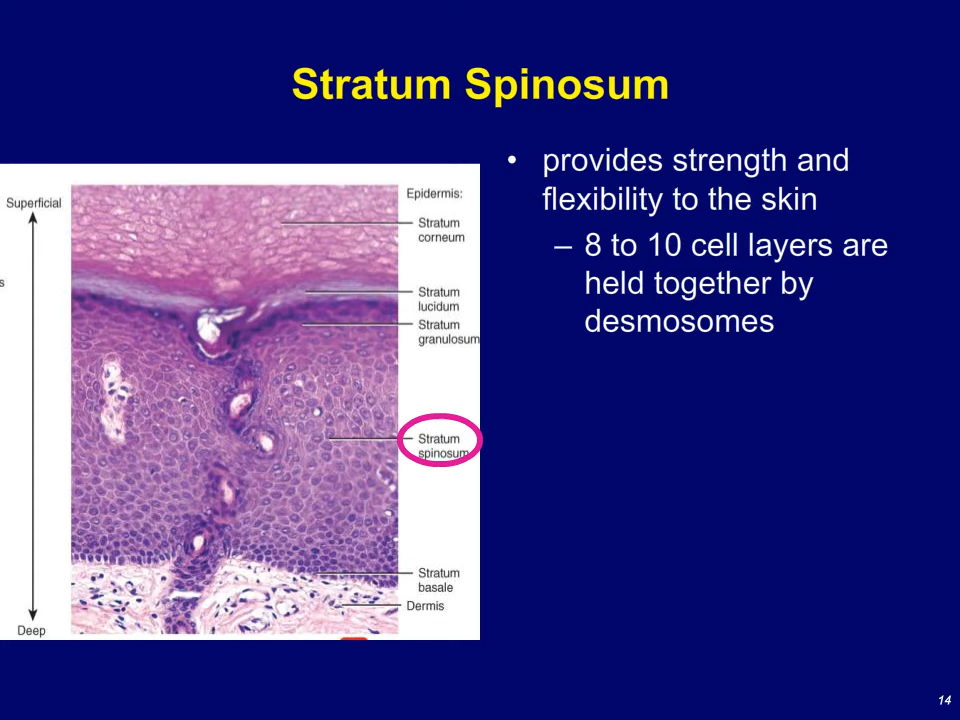 Stratum Spinosum
• provides strength and
flexibility to the skin
– 8 to 10 cell layers are
held together by
desmosomes
Superficial
s
Deep
Epidermis:
Stratum
corneum
Stratum
lucidum
Stratum
granulosum
Stratum
spinosum
Stratum
basale
Dermis
14